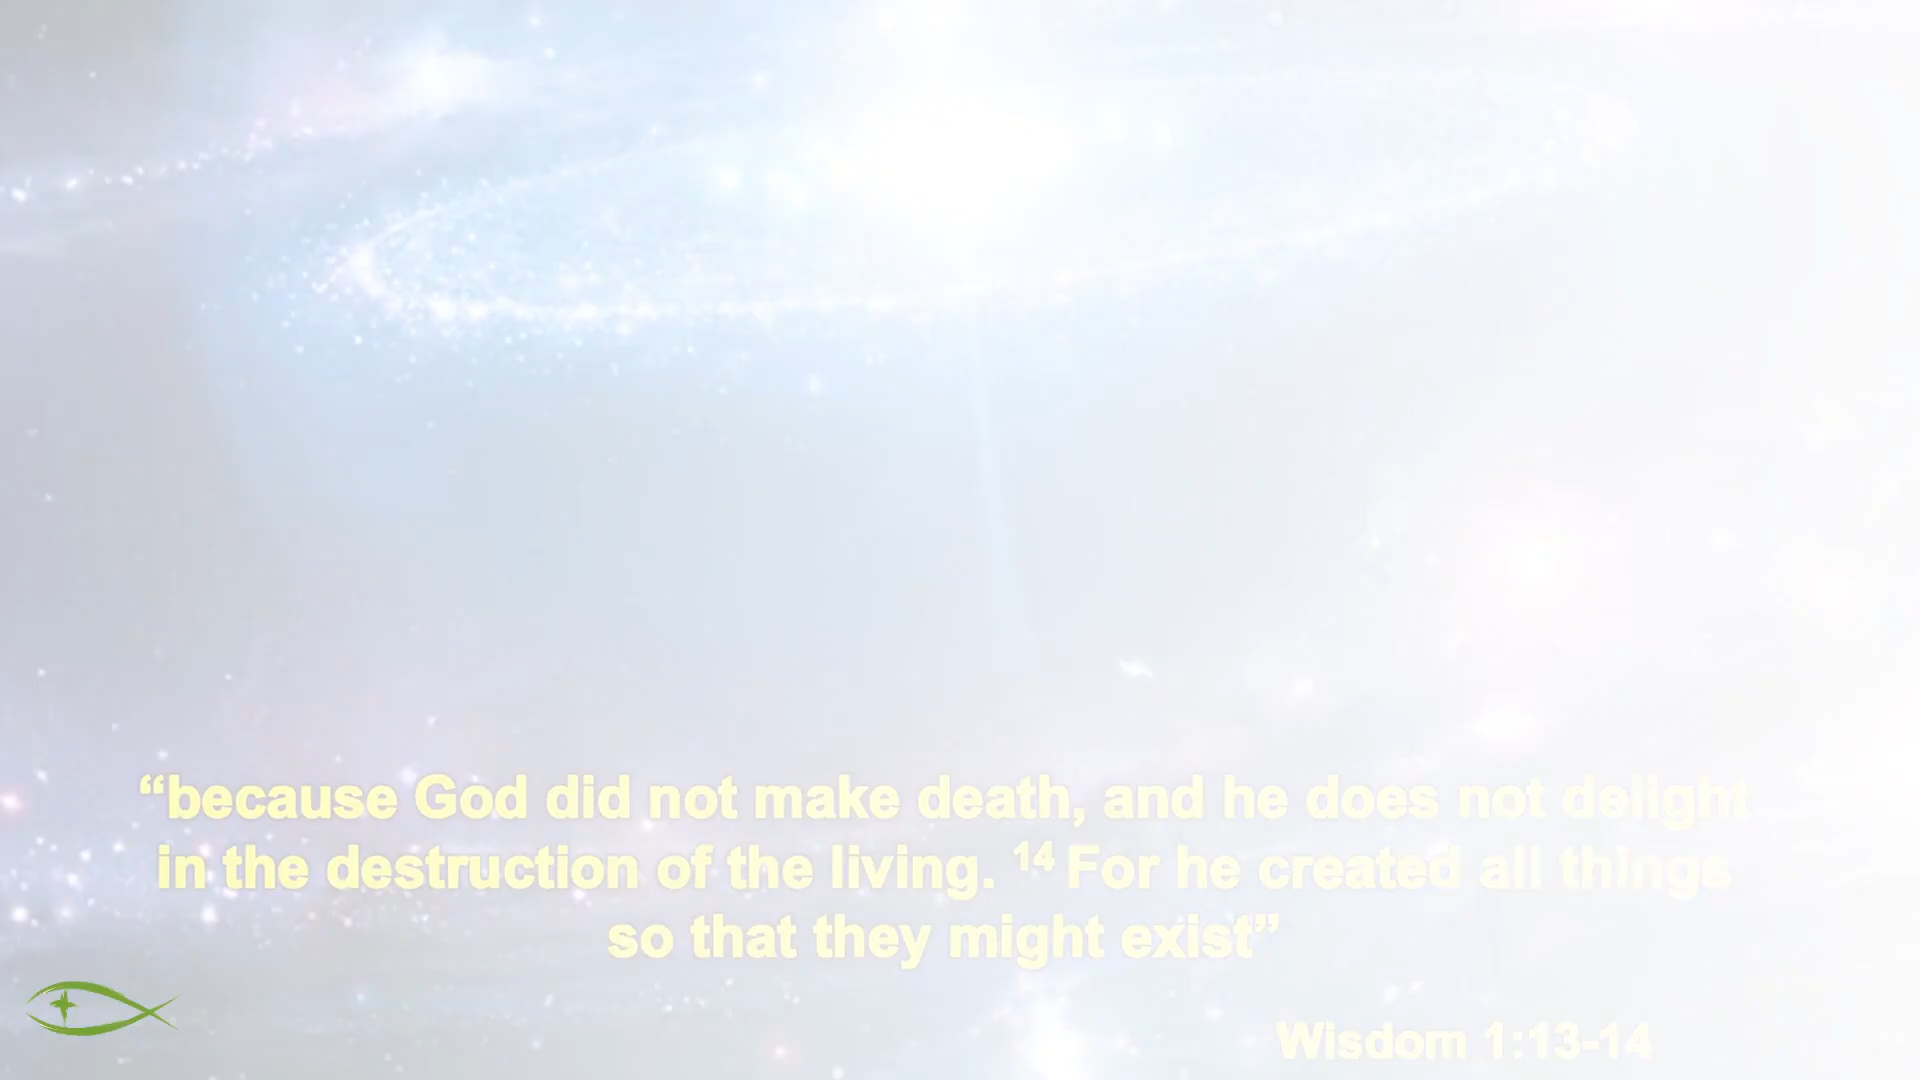 “because God did not make death, and he does not delight
in the destruction of the living. ¹⁴ For he created all things
so that they might exist”
Wisdom 1:13-14